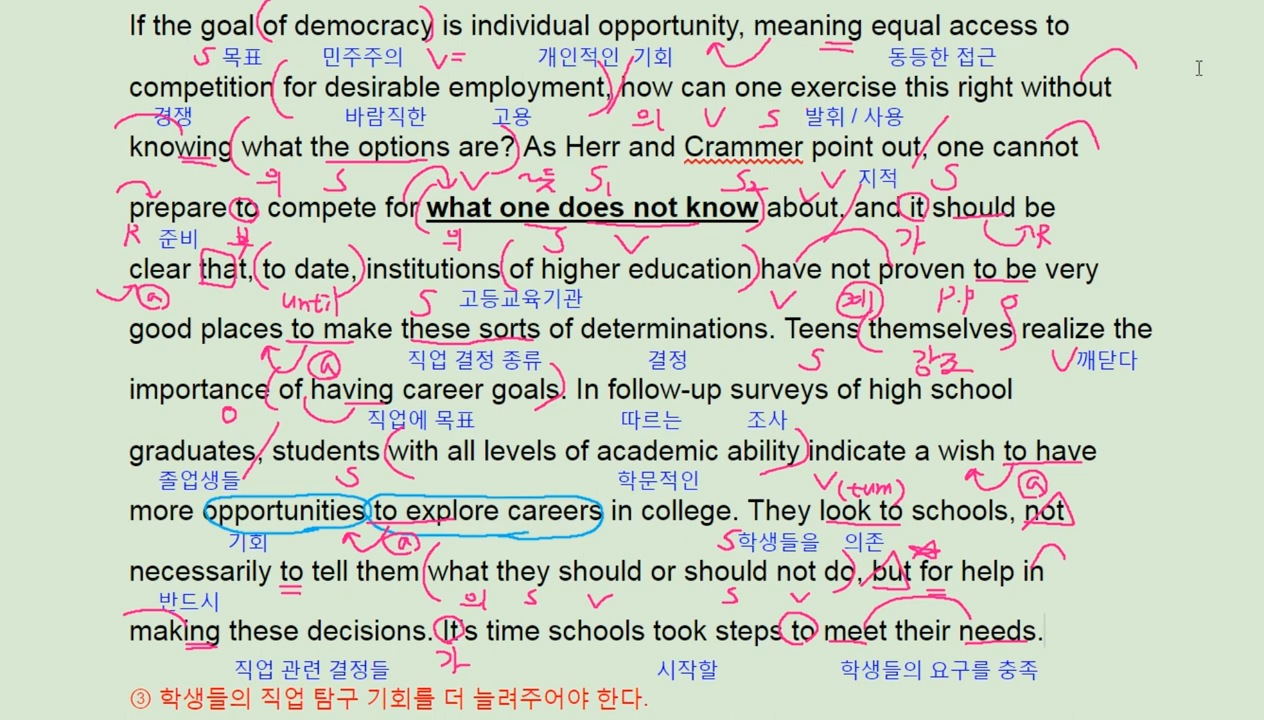 If the goal of democracy is individual opportunity, meaning equal access to
S 목표 민주주의 V= 개인적인 기회 동등한 접근
competition for desirable employment, how can one exercise this right without
경쟁 바람직한 고용 의 V S 발휘 / 사용
knowing what the options are? As Herr and Crammer point out, one cannot
의 S V ~듯 S1 S2 V 지적 S
prepare to compete for what one does not know about, and it should be
R 준비 부 의 S V 가 R
clear that, to date, institutions of higher education have not proven to be very
ⓐ until S 고등교육기관 V 계 p.p
good places to make these sorts of determinations. Teens themselves realize the
ⓐ 직업 결정 종류 결정 S 강조 V 깨닫다
importance of having career goals. In follow-up surveys of high school
O 직업에 목표 따르는 조사
graduates, students with all levels of academic ability indicate a wish to have
졸업생들 S 학문적인 V (turn) ⓐ
more opportunities to explore careers in college. They look to schools, not
기회 ⓐ S 학생들을 의존
necessarily to tell them what they should or should not do, but for help in
반드시 의 S V S V
making these decisions. It's time schools took steps to meet their needs.
직업 관련 결정들 가 시작할 학생들의 요구를 충족
③ 학생들의 직업 탐구 기회를 더 늘려주어야 한다.